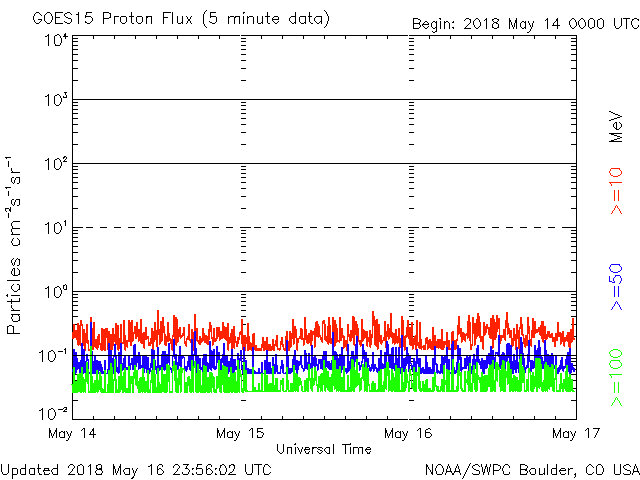 GOES15 Proton Flux (5 minute data)
Begin: 2018 May 14 0000 UTC
Particles cm⁻²s⁻¹sr⁻¹
10⁴
10³
10²
10¹
10⁰
10⁻¹
10⁻²
MeV
>=10
>=50
>=100
May 14
May 15
May 16
May 17
Universal Time
Updated 2018 May 16 23:56:02 UTC
NOAA/SWPC Boulder, CO USA